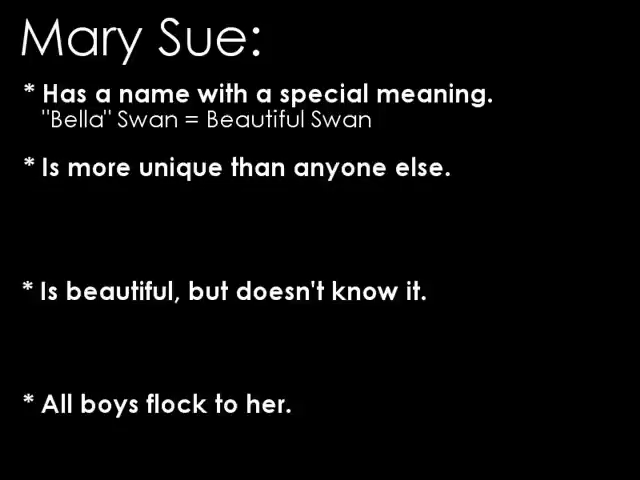 Mary Sue:
* Has a name with a special meaning.
"Bella" Swan = Beautiful Swan
* Is more unique than anyone else.
* Is beautiful, but doesn't know it.
* All boys flock to her.